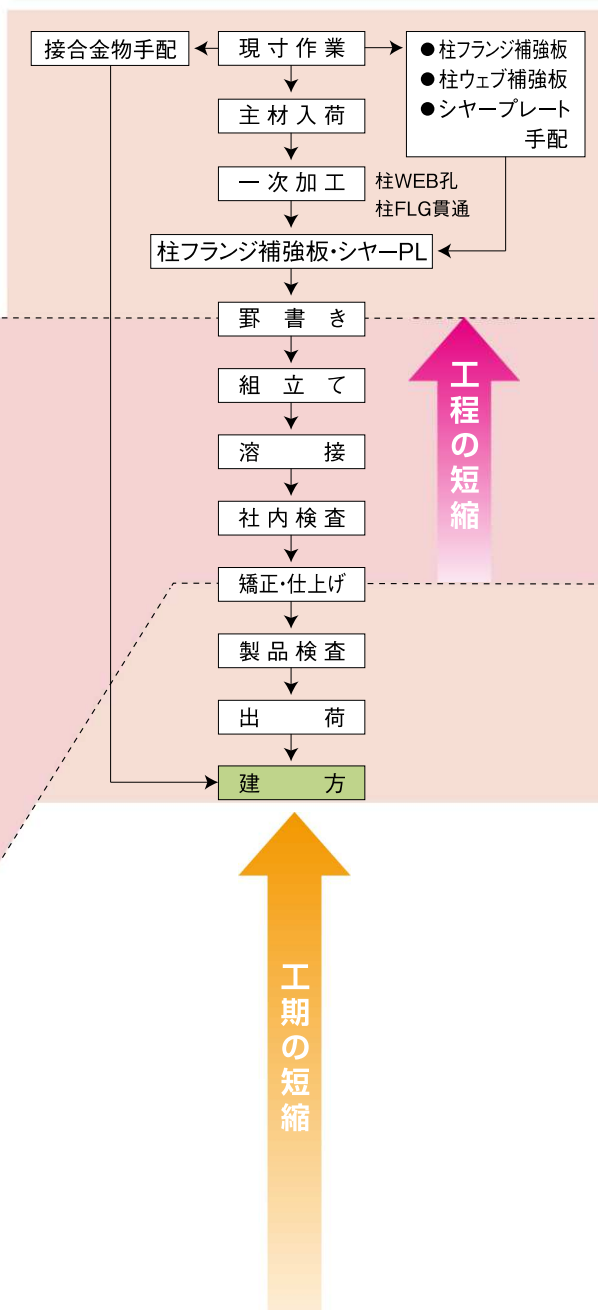 接合金物手配
現寸作業
●柱フランジ補強板
●柱ウェブ補強板
●シヤープレート
手配
主材入荷
一次加工
柱WEB孔
柱FLG貫通
柱フランジ補強板・シヤーPL
罫書き
組立て
溶接
社内検査
矯正・仕上げ
製品検査
出荷
建方
工程の短縮
工期の短縮